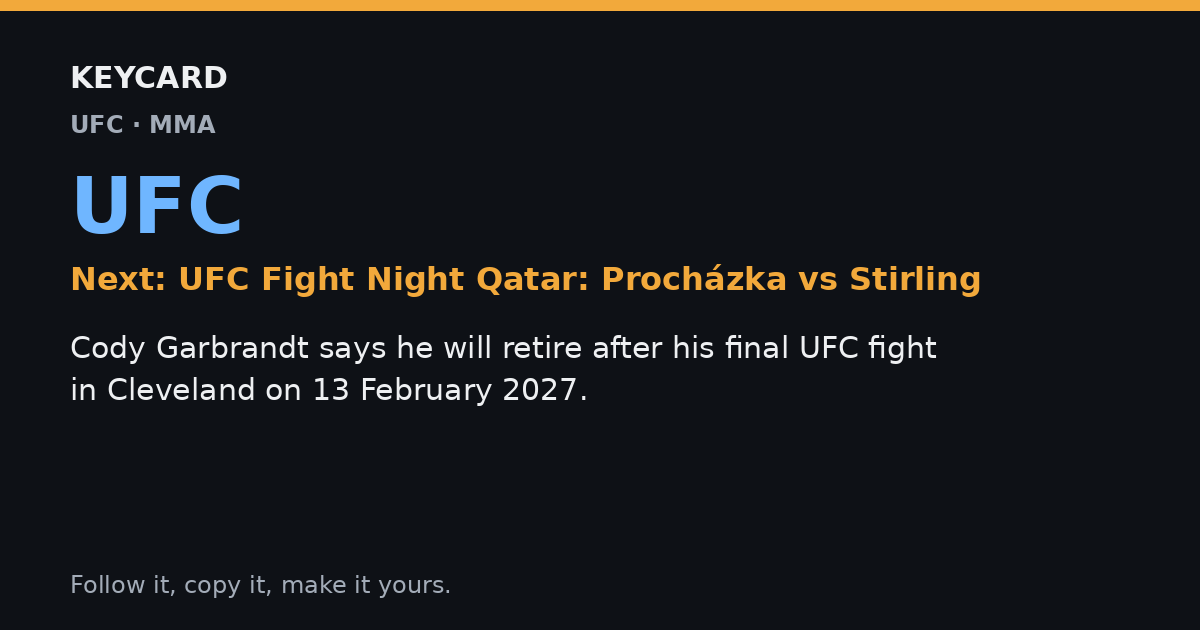 KEYCARD
UFC · MMA
UFC
Next: UFC Fight Night Qatar: Procházka vs Stirling
Cody Garbrandt says he will retire after his final UFC fight
in Cleveland on 13 February 2027.
Follow it, copy it, make it yours.